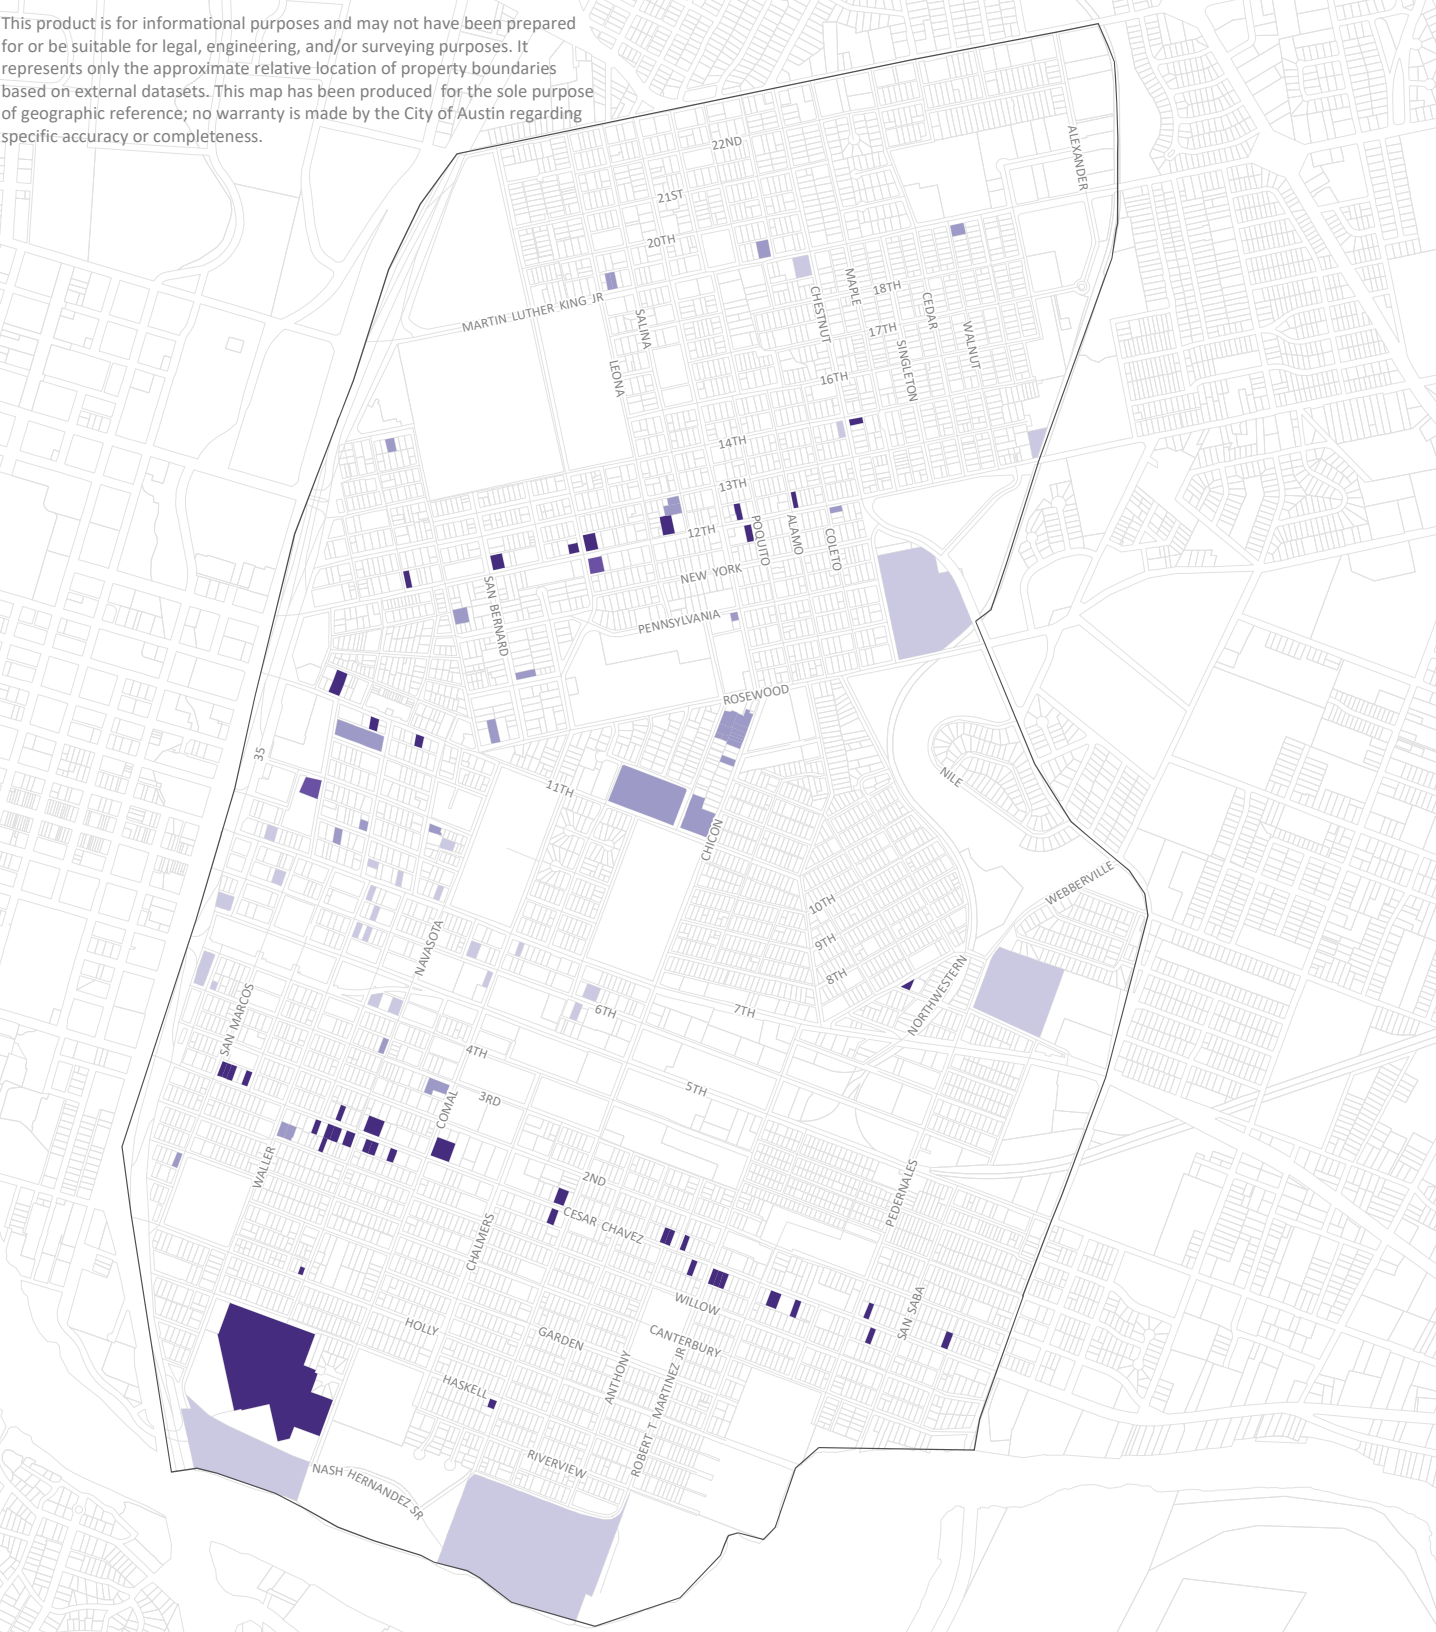 This product is for informational purposes and may not have been prepared
for or be suitable for legal, engineering, and/or surveying purposes. It
represents only the approximate relative location of property boundaries
based on external datasets. This map has been produced for the sole purpose
of geographic reference; no warranty is made by the City of Austin regarding
specific accuracy or completeness.
22ND
ALEXANDER
21ST
20TH
MARTIN LUTHER KING JR
SALINA
CHESTNUT
MAPLE
18TH
CEDAR
17TH
WALNUT
SINGLETON
LEONA
16TH
14TH
13TH
12TH
POQUITO
ALAMO
COLETO
NEW YORK
SAN BERNARD
PENNSYLVANIA
ROSEWOOD
35
NILE
11TH
CHICON
WEBBERVILLE
10TH
9TH
NAVASOTA
8TH
NORTHWESTERN
SAN MARCOS
6TH
7TH
4TH
5TH
3RD
COMAL
WALLER
2ND
PEDERNALES
CESAR CHAVEZ
CHALMERS
WILLOW
SAN SABA
HOLLY
GARDEN
CANTERBURY
ANTHONY
HASKELL
ROBERT T MARTINEZ JR
RIVERVIEW
NASH HERNANDEZ SR